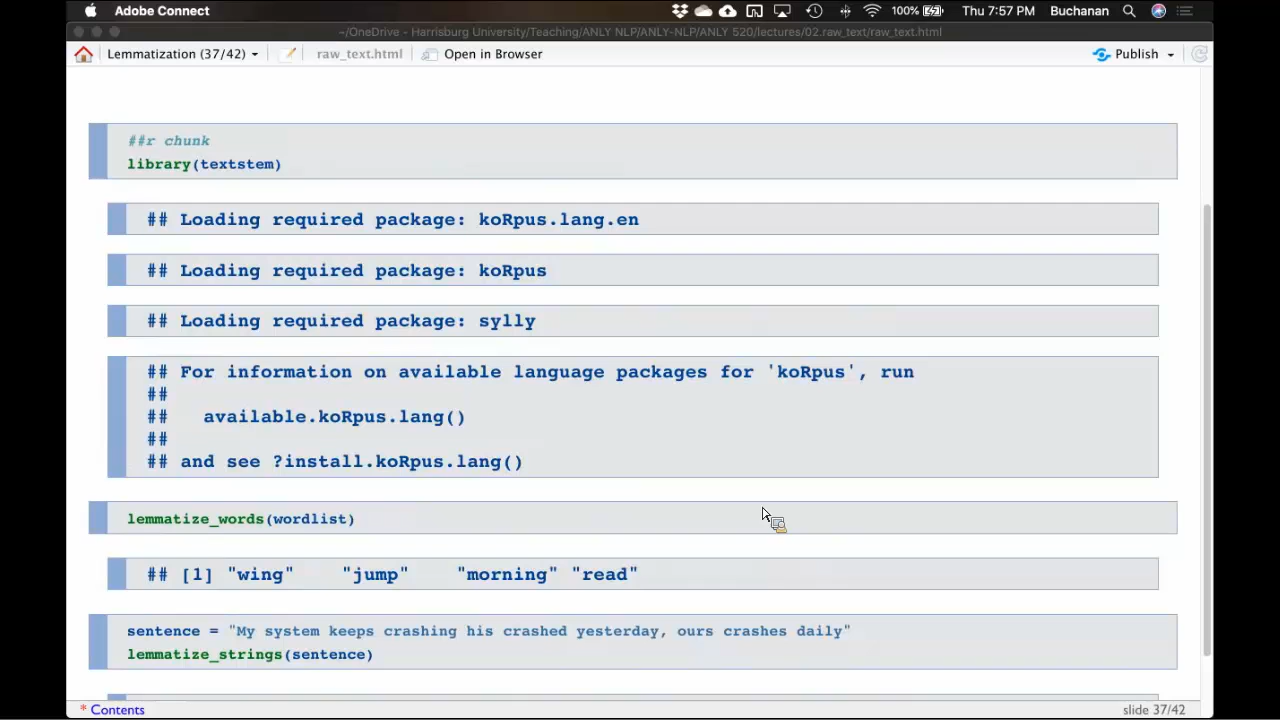 Adobe Connect 100% Thu 7:57 PM Buchanan
~/OneDrive - Harrisburg University/Teaching/ANLY NLP/ANLY-NLP/ANLY 520/lectures/02.raw_text/raw_text.html
Lemmatization (37/42) raw_text.html Open in Browser Publish
##r chunk
library(textstem)
## Loading required package: koRpus.lang.en
## Loading required package: koRpus
## Loading required package: sylly
## For information on available language packages for 'koRpus', run
##
##   available.koRpus.lang()
##
## and see ?install.koRpus.lang()
lemmatize_words(wordlist)
## [1] "wing"    "jump"    "morning" "read"
sentence = "My system keeps crashing his crashed yesterday, ours crashes daily"
lemmatize_strings(sentence)
* Contents slide 37/42